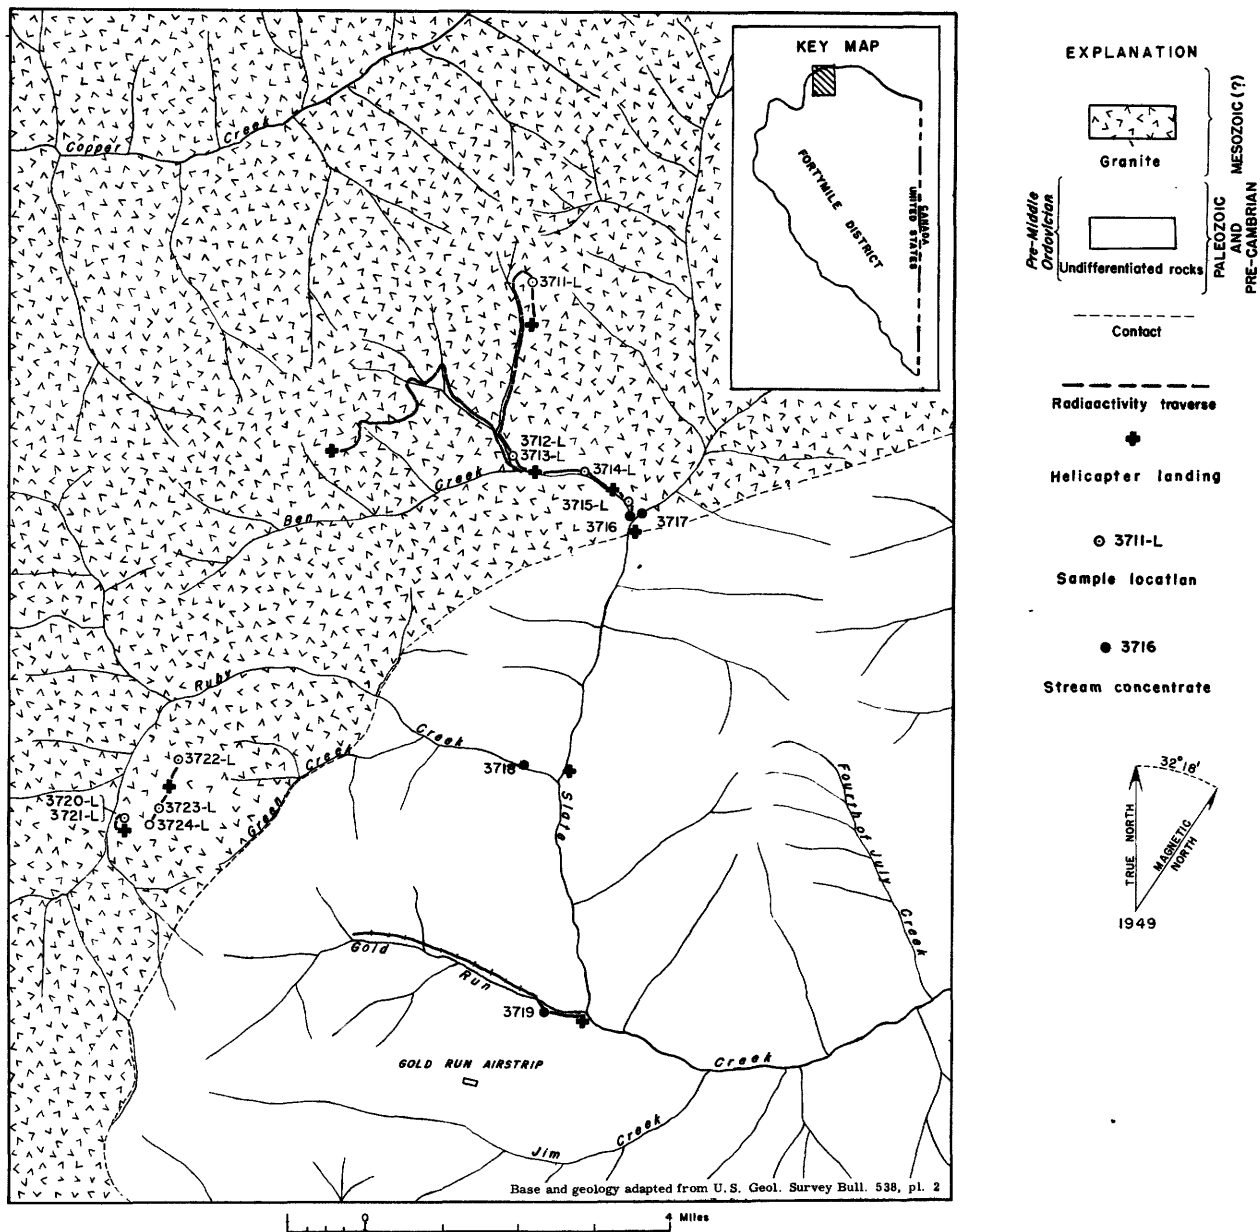 KEY MAP
FORTYMILE DISTRICT
CANADA
UNITED STATES
Copper Creek
3711-L
3712-L
3713-L
3714-L
3715-L
3716
3717
Ben Creek
Ruby Creek
3718
Slate
3722-L
3720-L
3721-L
3723-L
3724-L
Green Creek
Fourth of July Creek
Gold Run
3719
GOLD RUN AIRSTRIP
Creek
Jim Creek
Base and geology adapted from U. S. Geol. Survey Bull. 538, pl. 2
0
4 Miles
EXPLANATION
Granite
MESOZOIC (?)
Undifferentiated rocks
Pre-Middle
Ordovician
PALEOZOIC
AND
PRE-CAMBRIAN
Contact
Radioactivity traverse
Helicopter landing
3711-L
Sample location
3716
Stream concentrate
32°18'
TRUE NORTH
MAGNETIC
NORTH
1949